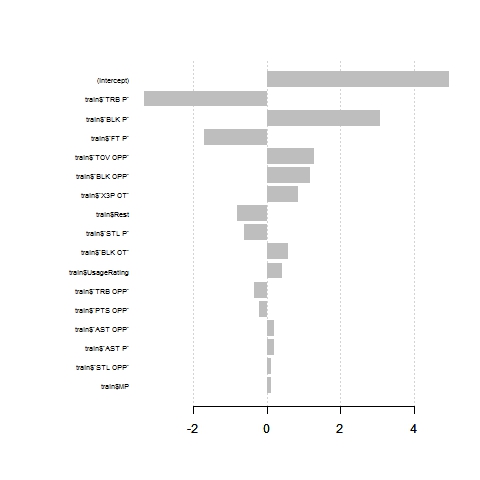 (Intercept)
train$`TRB P`
train$`BLK P`
train$`FT P`
train$`TOV OPP`
train$`BLK OPP`
train$`X3P OT`
train$Rest
train$`STL P`
train$`BLK OT`
train$UsageRating
train$`TRB OPP`
train$`PTS OPP`
train$`AST OPP`
train$`AST P`
train$`STL OPP`
train$MP
-2 0 2 4